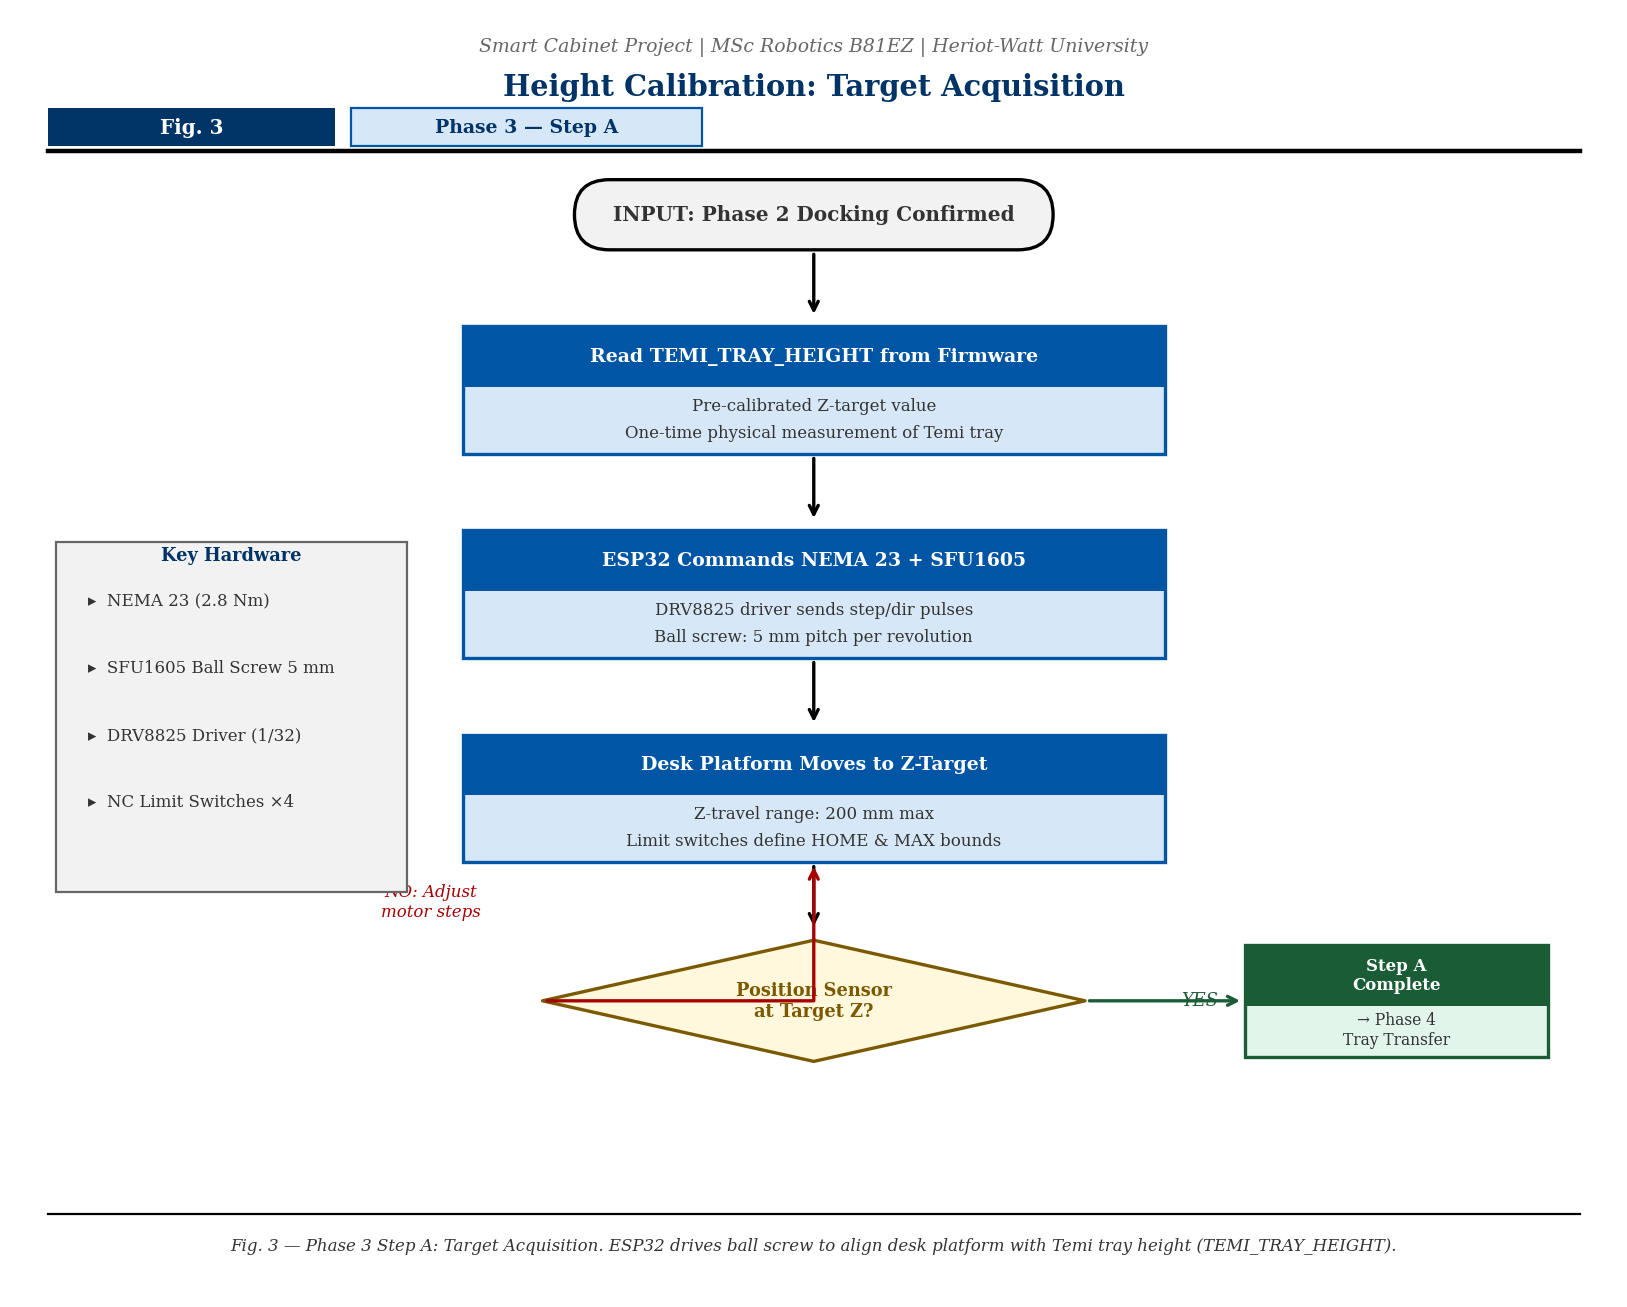 Smart Cabinet Project | MSc Robotics B81EZ | Heriot-Watt University
Height Calibration: Target Acquisition
Fig. 3
Phase 3 — Step A
INPUT: Phase 2 Docking Confirmed
Read TEMI_TRAY_HEIGHT from Firmware
Pre-calibrated Z-target value
One-time physical measurement of Temi tray
Key Hardware
▸ NEMA 23 (2.8 Nm)
▸ SFU1605 Ball Screw 5 mm
▸ DRV8825 Driver (1/32)
▸ NC Limit Switches ×4
ESP32 Commands NEMA 23 + SFU1605
DRV8825 driver sends step/dir pulses
Ball screw: 5 mm pitch per revolution
Desk Platform Moves to Z-Target
Z-travel range: 200 mm max
Limit switches define HOME & MAX bounds
NO: Adjust
motor steps
Position Sensor
at Target Z?
YES
Step A
Complete
→ Phase 4
Tray Transfer
Fig. 3 — Phase 3 Step A: Target Acquisition. ESP32 drives ball screw to align desk platform with Temi tray height (TEMI_TRAY_HEIGHT).